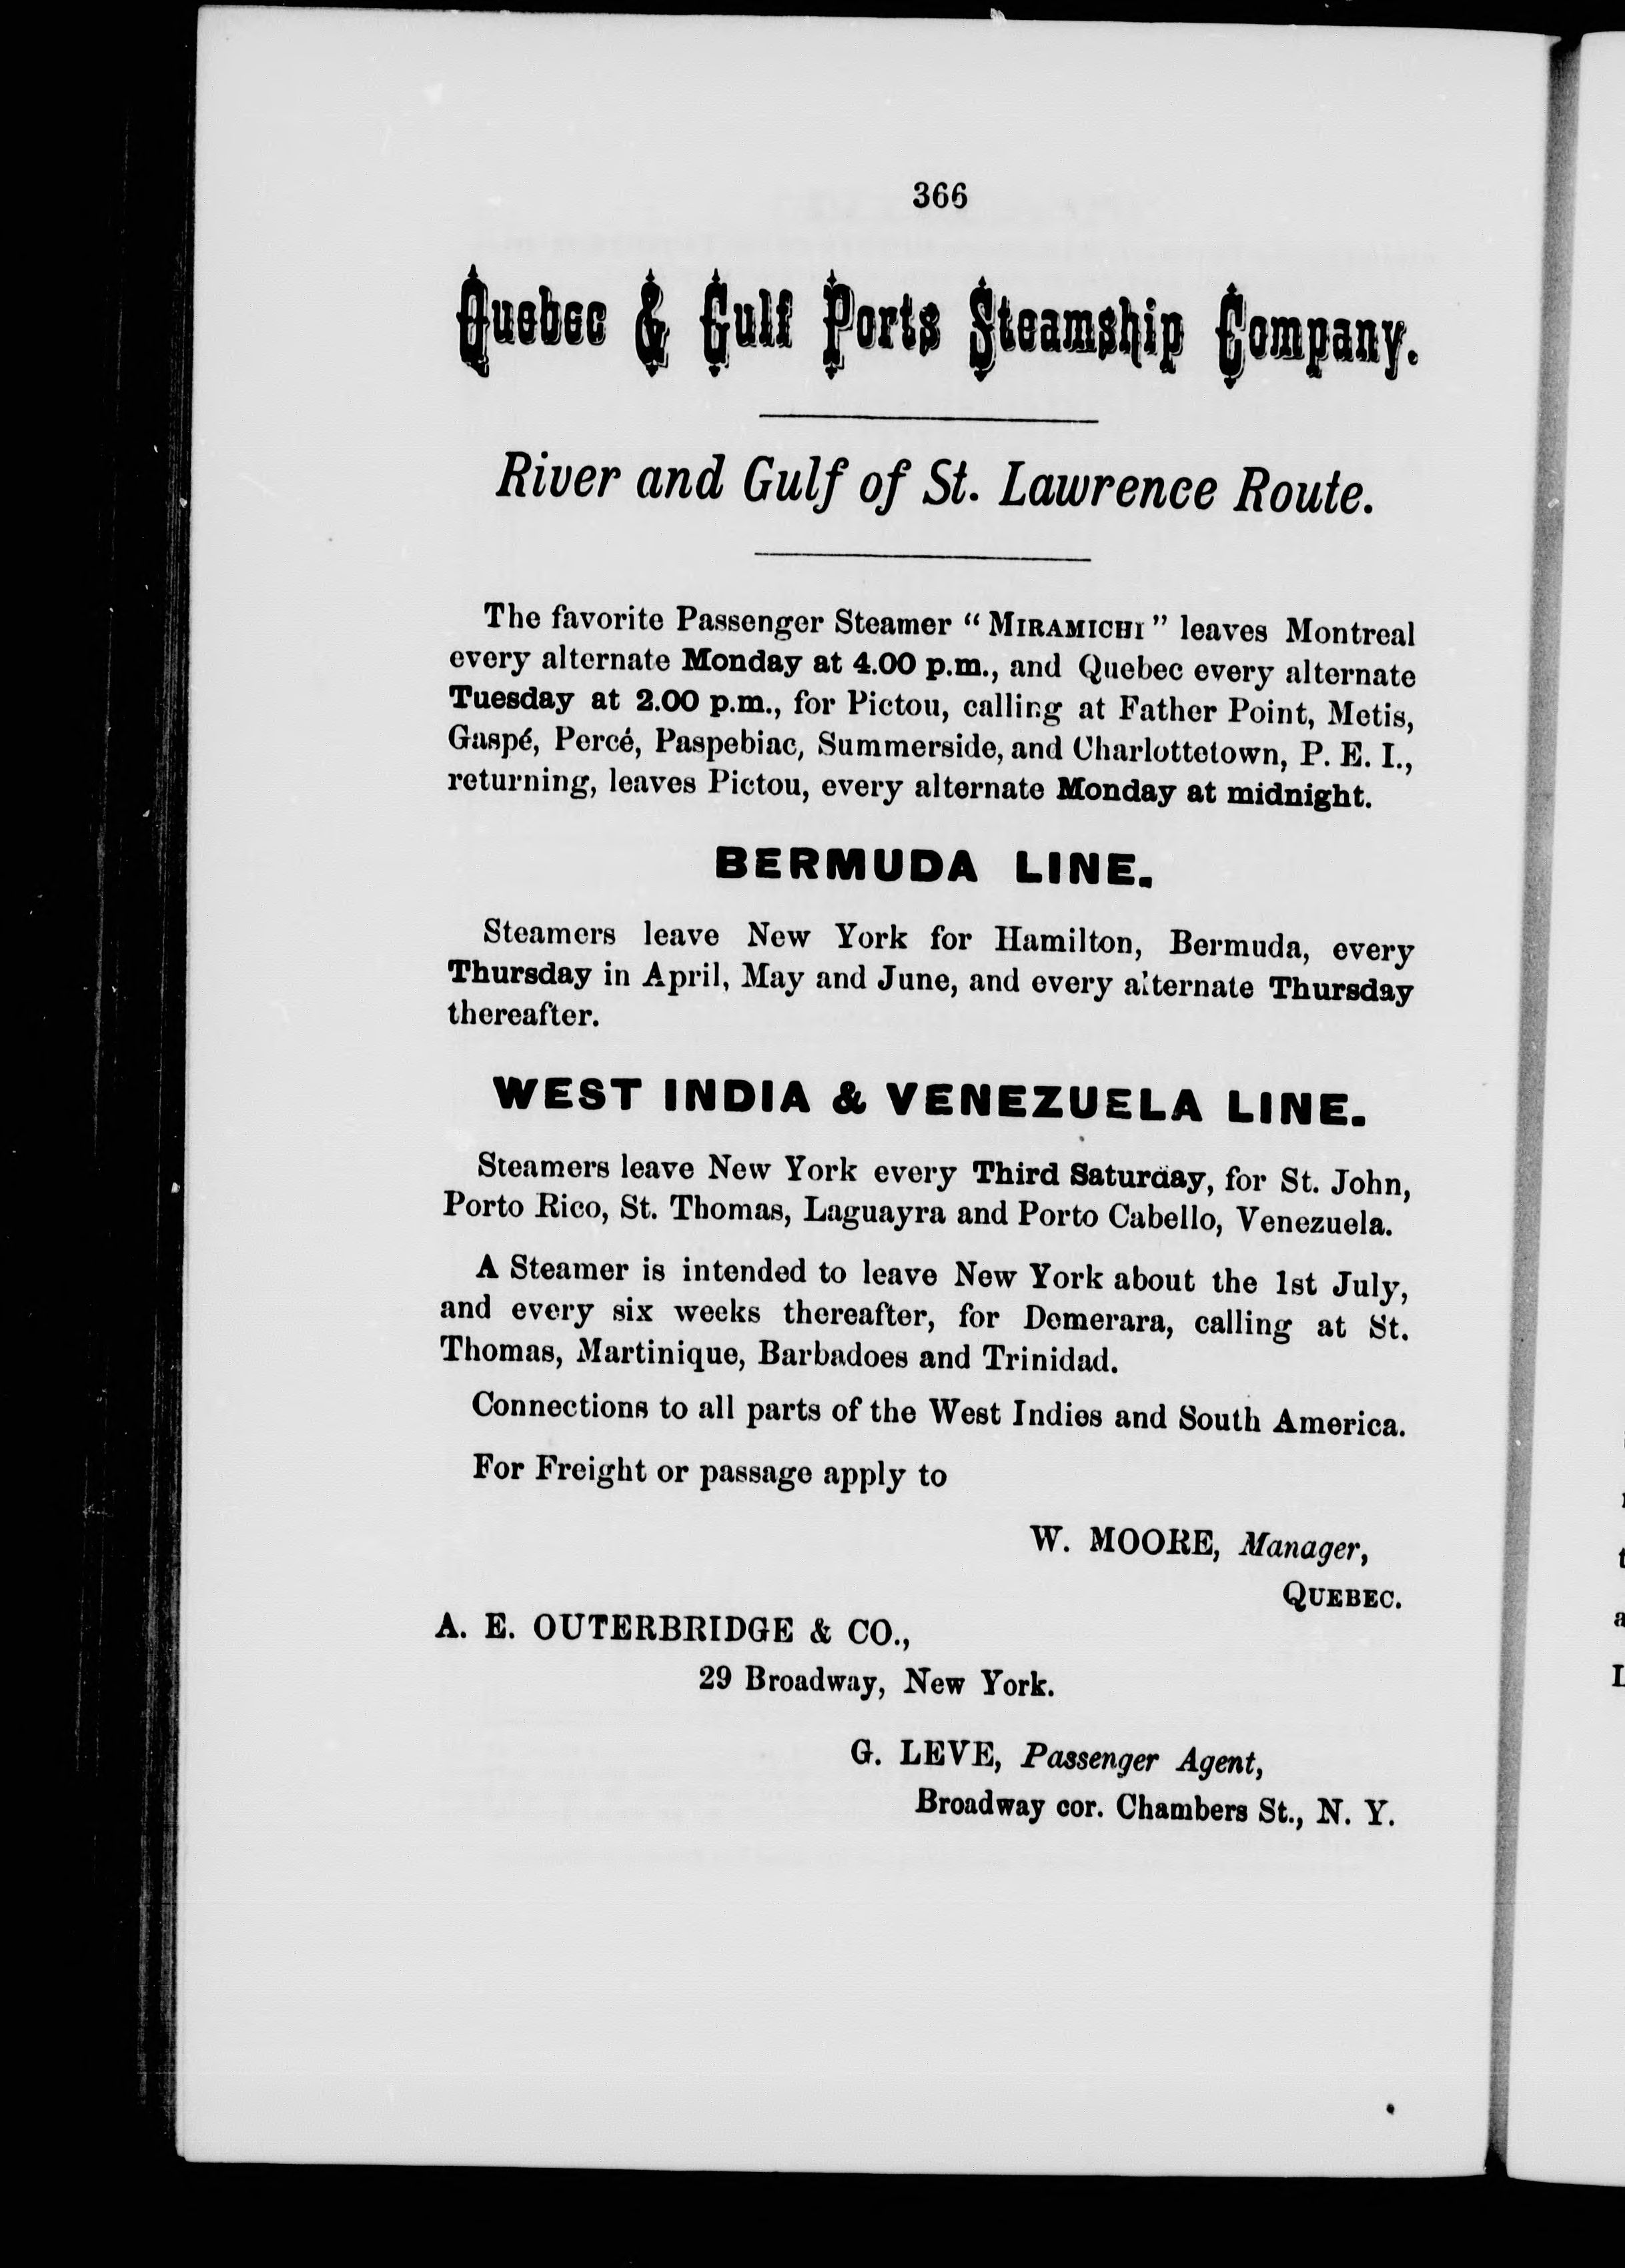 366
Quebec & Gulf Ports Steamship Company.
River and Gulf of St. Lawrence Route.
The favorite Passenger Steamer “ MIRAMICHI ” leaves Montreal
every alternate Monday at 4.00 p.m., and Quebec every alternate
Tuesday at 2.00 p.m., for Pictou, calling at Father Point, Metis,
Gaspé, Percé, Paspebiac, Summerside, and Charlottetown, P. E. I.,
returning, leaves Pictou, every alternate Monday at midnight.
BERMUDA LINE.
Steamers leave New York for Hamilton, Bermuda, every
Thursday in April, May and June, and every alternate Thursday
thereafter.
WEST INDIA & VENEZUELA LINE.
Steamers leave New York every Third Saturday, for St. John,
Porto Rico, St. Thomas, Laguayra and Porto Cabello, Venezuela.
A Steamer is intended to leave New York about the 1st July,
and every six weeks thereafter, for Demerara, calling at St.
Thomas, Martinique, Barbadoes and Trinidad.
Connections to all parts of the West Indies and South America.
For Freight or passage apply to
W. MOORE, Manager,
QUEBEC.
A. E. OUTERBRIDGE & CO.,
29 Broadway, New York.
G. LEVE, Passenger Agent,
Broadway cor. Chambers St., N. Y.